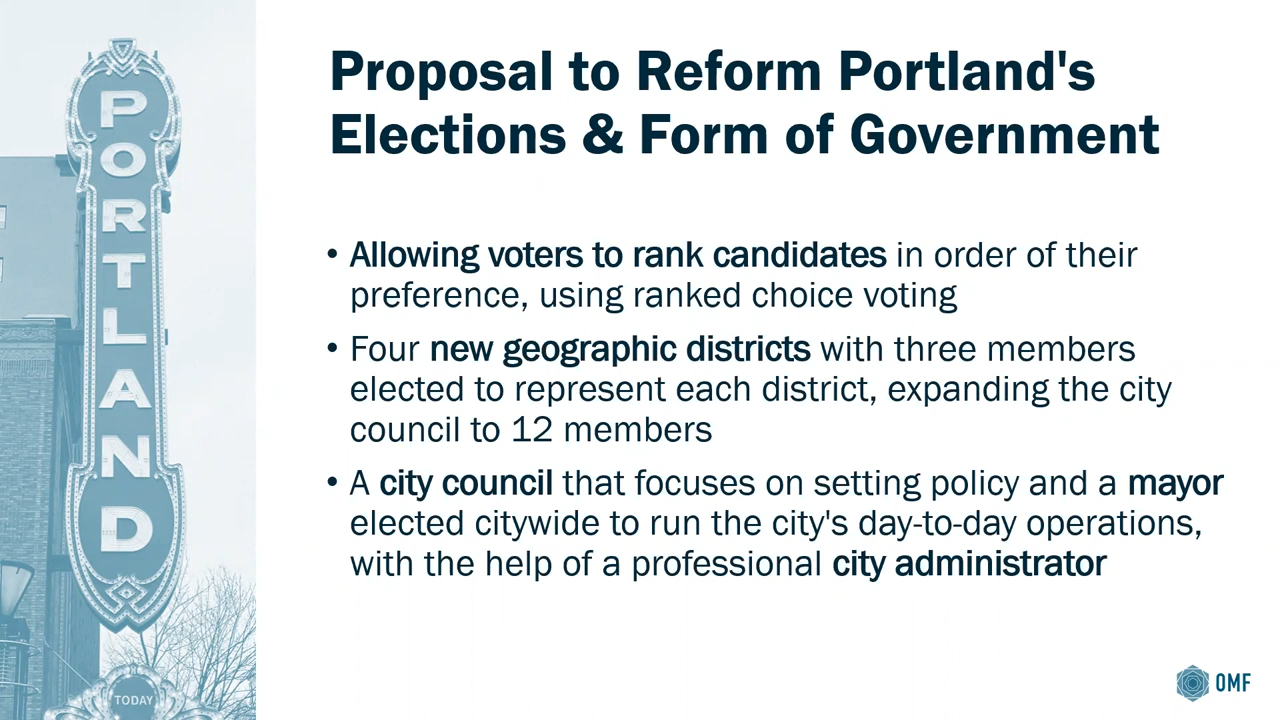 PORTLAND
TODAY
Proposal to Reform Portland's
Elections & Form of Government
• Allowing voters to rank candidates in order of their
preference, using ranked choice voting
• Four new geographic districts with three members
elected to represent each district, expanding the city
council to 12 members
• A city council that focuses on setting policy and a mayor
elected citywide to run the city's day-to-day operations,
with the help of a professional city administrator
OMF